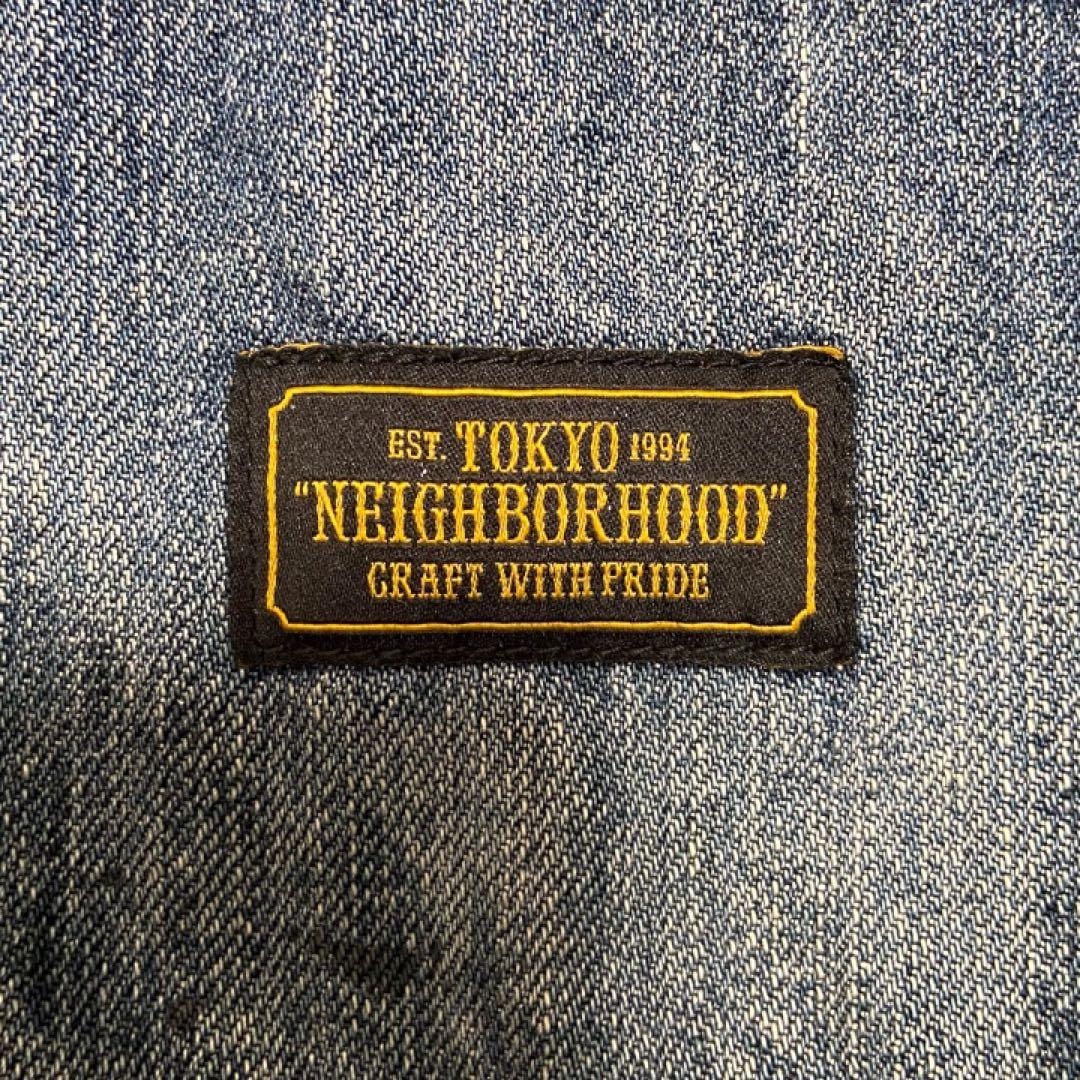 EST. TOKYO 1994
"NEIGHBORHOOD"
CRAFT WITH PRIDE